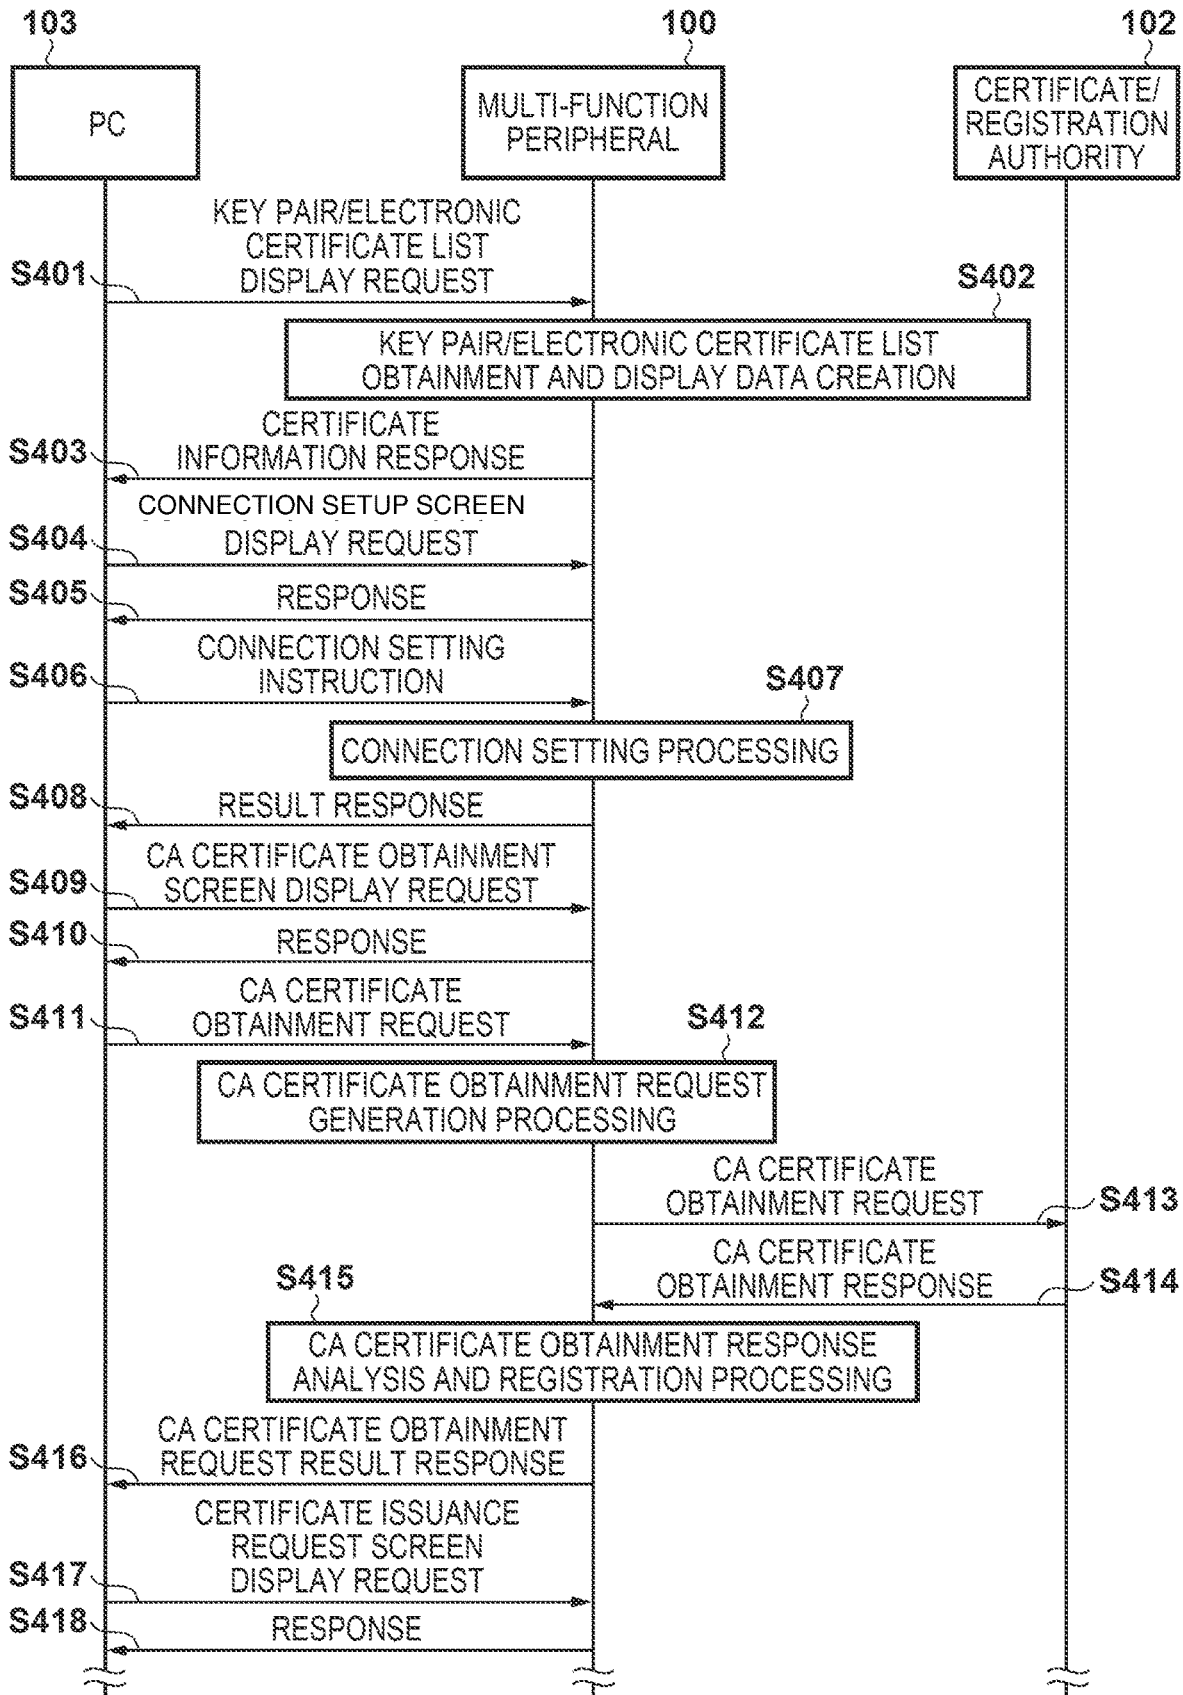 103
100
102
PC
MULTI-FUNCTION
PERIPHERAL
CERTIFICATE/
REGISTRATION
AUTHORITY
KEY PAIR/ELECTRONIC
CERTIFICATE LIST
DISPLAY REQUEST
S401
S402
KEY PAIR/ELECTRONIC CERTIFICATE LIST
OBTAINMENT AND DISPLAY DATA CREATION
CERTIFICATE
INFORMATION RESPONSE
S403
CONNECTION SETUP SCREEN
DISPLAY REQUEST
S404
RESPONSE
S405
CONNECTION SETTING
INSTRUCTION
S406
S407
CONNECTION SETTING PROCESSING
RESULT RESPONSE
S408
CA CERTIFICATE OBTAINMENT
SCREEN DISPLAY REQUEST
S409
RESPONSE
S410
CA CERTIFICATE
OBTAINMENT REQUEST
S411
S412
CA CERTIFICATE OBTAINMENT REQUEST
GENERATION PROCESSING
CA CERTIFICATE
OBTAINMENT REQUEST
S413
CA CERTIFICATE
OBTAINMENT RESPONSE
S414
S415
CA CERTIFICATE OBTAINMENT RESPONSE
ANALYSIS AND REGISTRATION PROCESSING
CA CERTIFICATE OBTAINMENT
REQUEST RESULT RESPONSE
S416
CERTIFICATE ISSUANCE
REQUEST SCREEN
DISPLAY REQUEST
S417
RESPONSE
S418